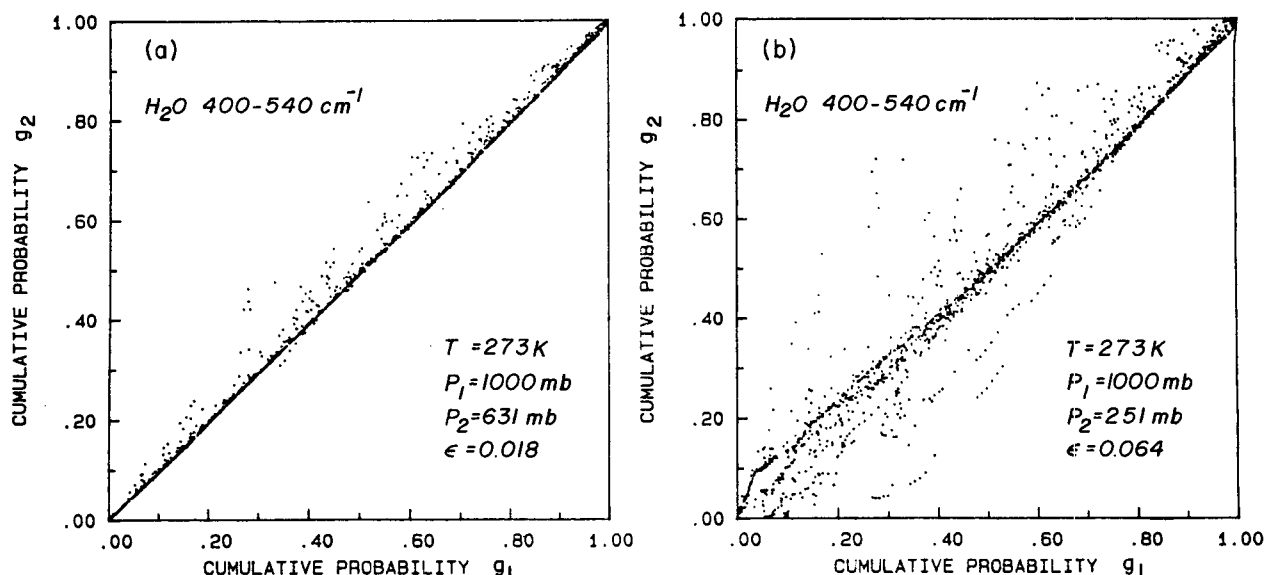 (a)
H₂O 400-540 cm⁻¹
T = 273K
P₁=1000 mb
P₂=631 mb
ϵ=0.018
CUMULATIVE PROBABILITY g₂
1.00
.80
.60
.40
.20
.00
.00 .20 .40 .60 .80 1.00
CUMULATIVE PROBABILITY g₁
(b)
H₂O 400-540 cm⁻¹
T = 273K
P₁=1000 mb
P₂=251 mb
ϵ=0.064
CUMULATIVE PROBABILITY g₂
1.00
.80
.60
.40
.20
.00
.00 .20 .40 .60 .80 1.00
CUMULATIVE PROBABILITY g₁